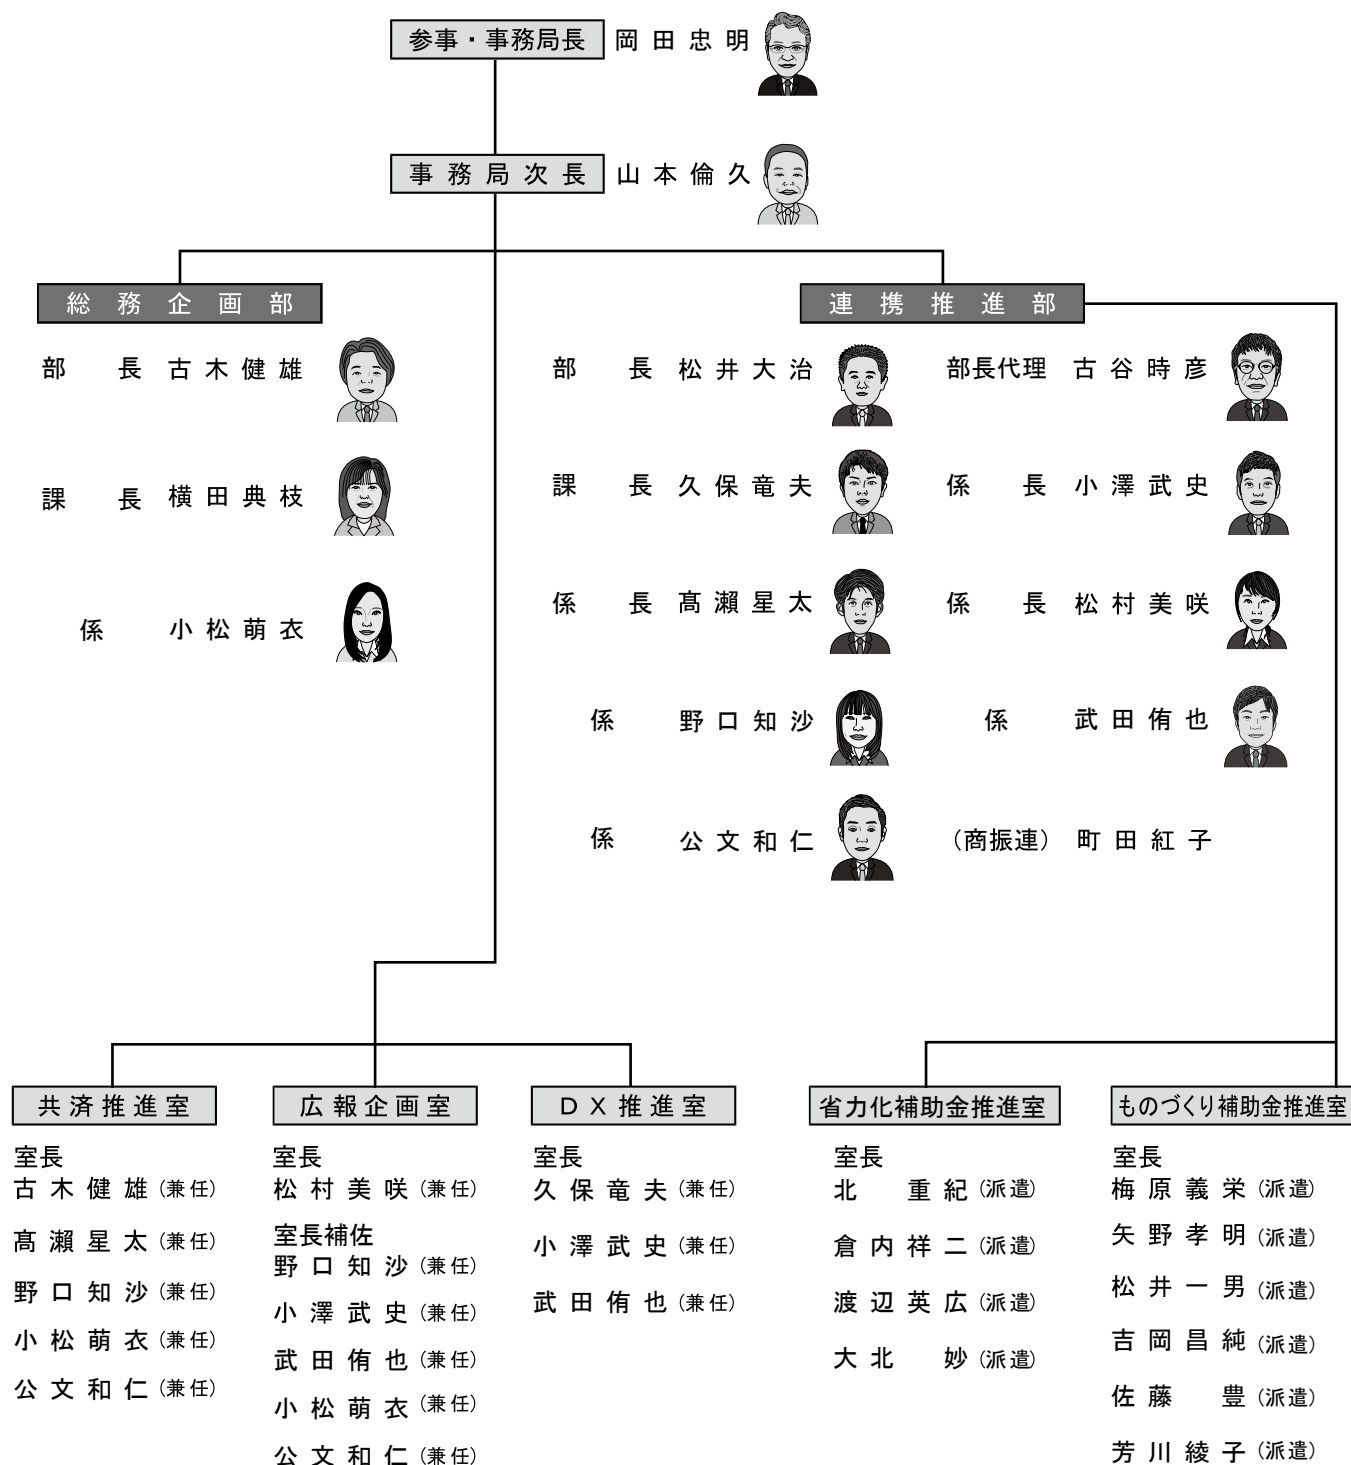 参事・事務局長 岡田忠明
事務局次長 山本倫久
総務企画部
部長 古木健雄
課長 横田典枝
係 小松萌衣
連携推進部
部長 松井大治
課長 久保竜夫
係長 髙瀨星太
係 野口知沙
係 公文和仁
部長代理 古谷時彦
係長 小澤武史
係長 松村美咲
係 武田侑也
(商振連) 町田紅子
共済推進室
室長
古木健雄(兼任)
髙瀨星太(兼任)
野口知沙(兼任)
小松萌衣(兼任)
公文和仁(兼任)
広報企画室
室長
松村美咲(兼任)
室長補佐
野口知沙(兼任)
小澤武史(兼任)
武田侑也(兼任)
小松萌衣(兼任)
公文和仁(兼任)
DX推進室
室長
久保竜夫(兼任)
小澤武史(兼任)
武田侑也(兼任)
省力化補助金推進室
室長
北重紀(派遣)
倉内祥二(派遣)
渡辺英広(派遣)
大北妙(派遣)
ものづくり補助金推進室
室長
梅原義栄(派遣)
矢野孝明(派遣)
松井一男(派遣)
吉岡昌純(派遣)
佐藤豊(派遣)
芳川綾子(派遣)